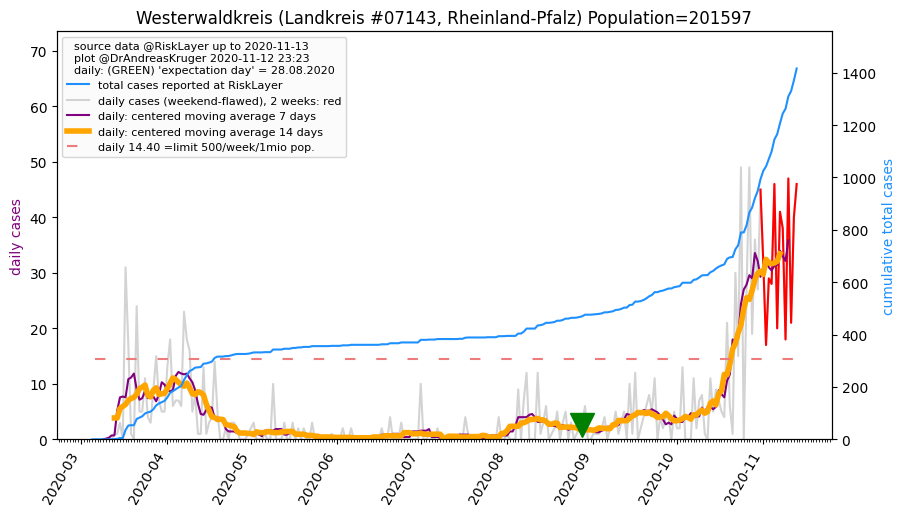 Westerwaldkreis (Landkreis #07143, Rheinland-Pfalz) Population=201597
source data @RiskLayer up to 2020-11-13
plot @DrAndreasKruger 2020-11-12 23:23
daily: (GREEN) 'expectation day' = 28.08.2020
total cases reported at RiskLayer
daily cases (weekend-flawed), 2 weeks: red
daily: centered moving average 7 days
daily: centered moving average 14 days
daily 14.40 =limit 500/week/1mio pop.
daily cases
70
60
50
40
30
20
10
0
cumulative total cases
1400
1200
1000
800
600
400
200
0
2020-03
2020-04
2020-05
2020-06
2020-07
2020-08
2020-09
2020-10
2020-11